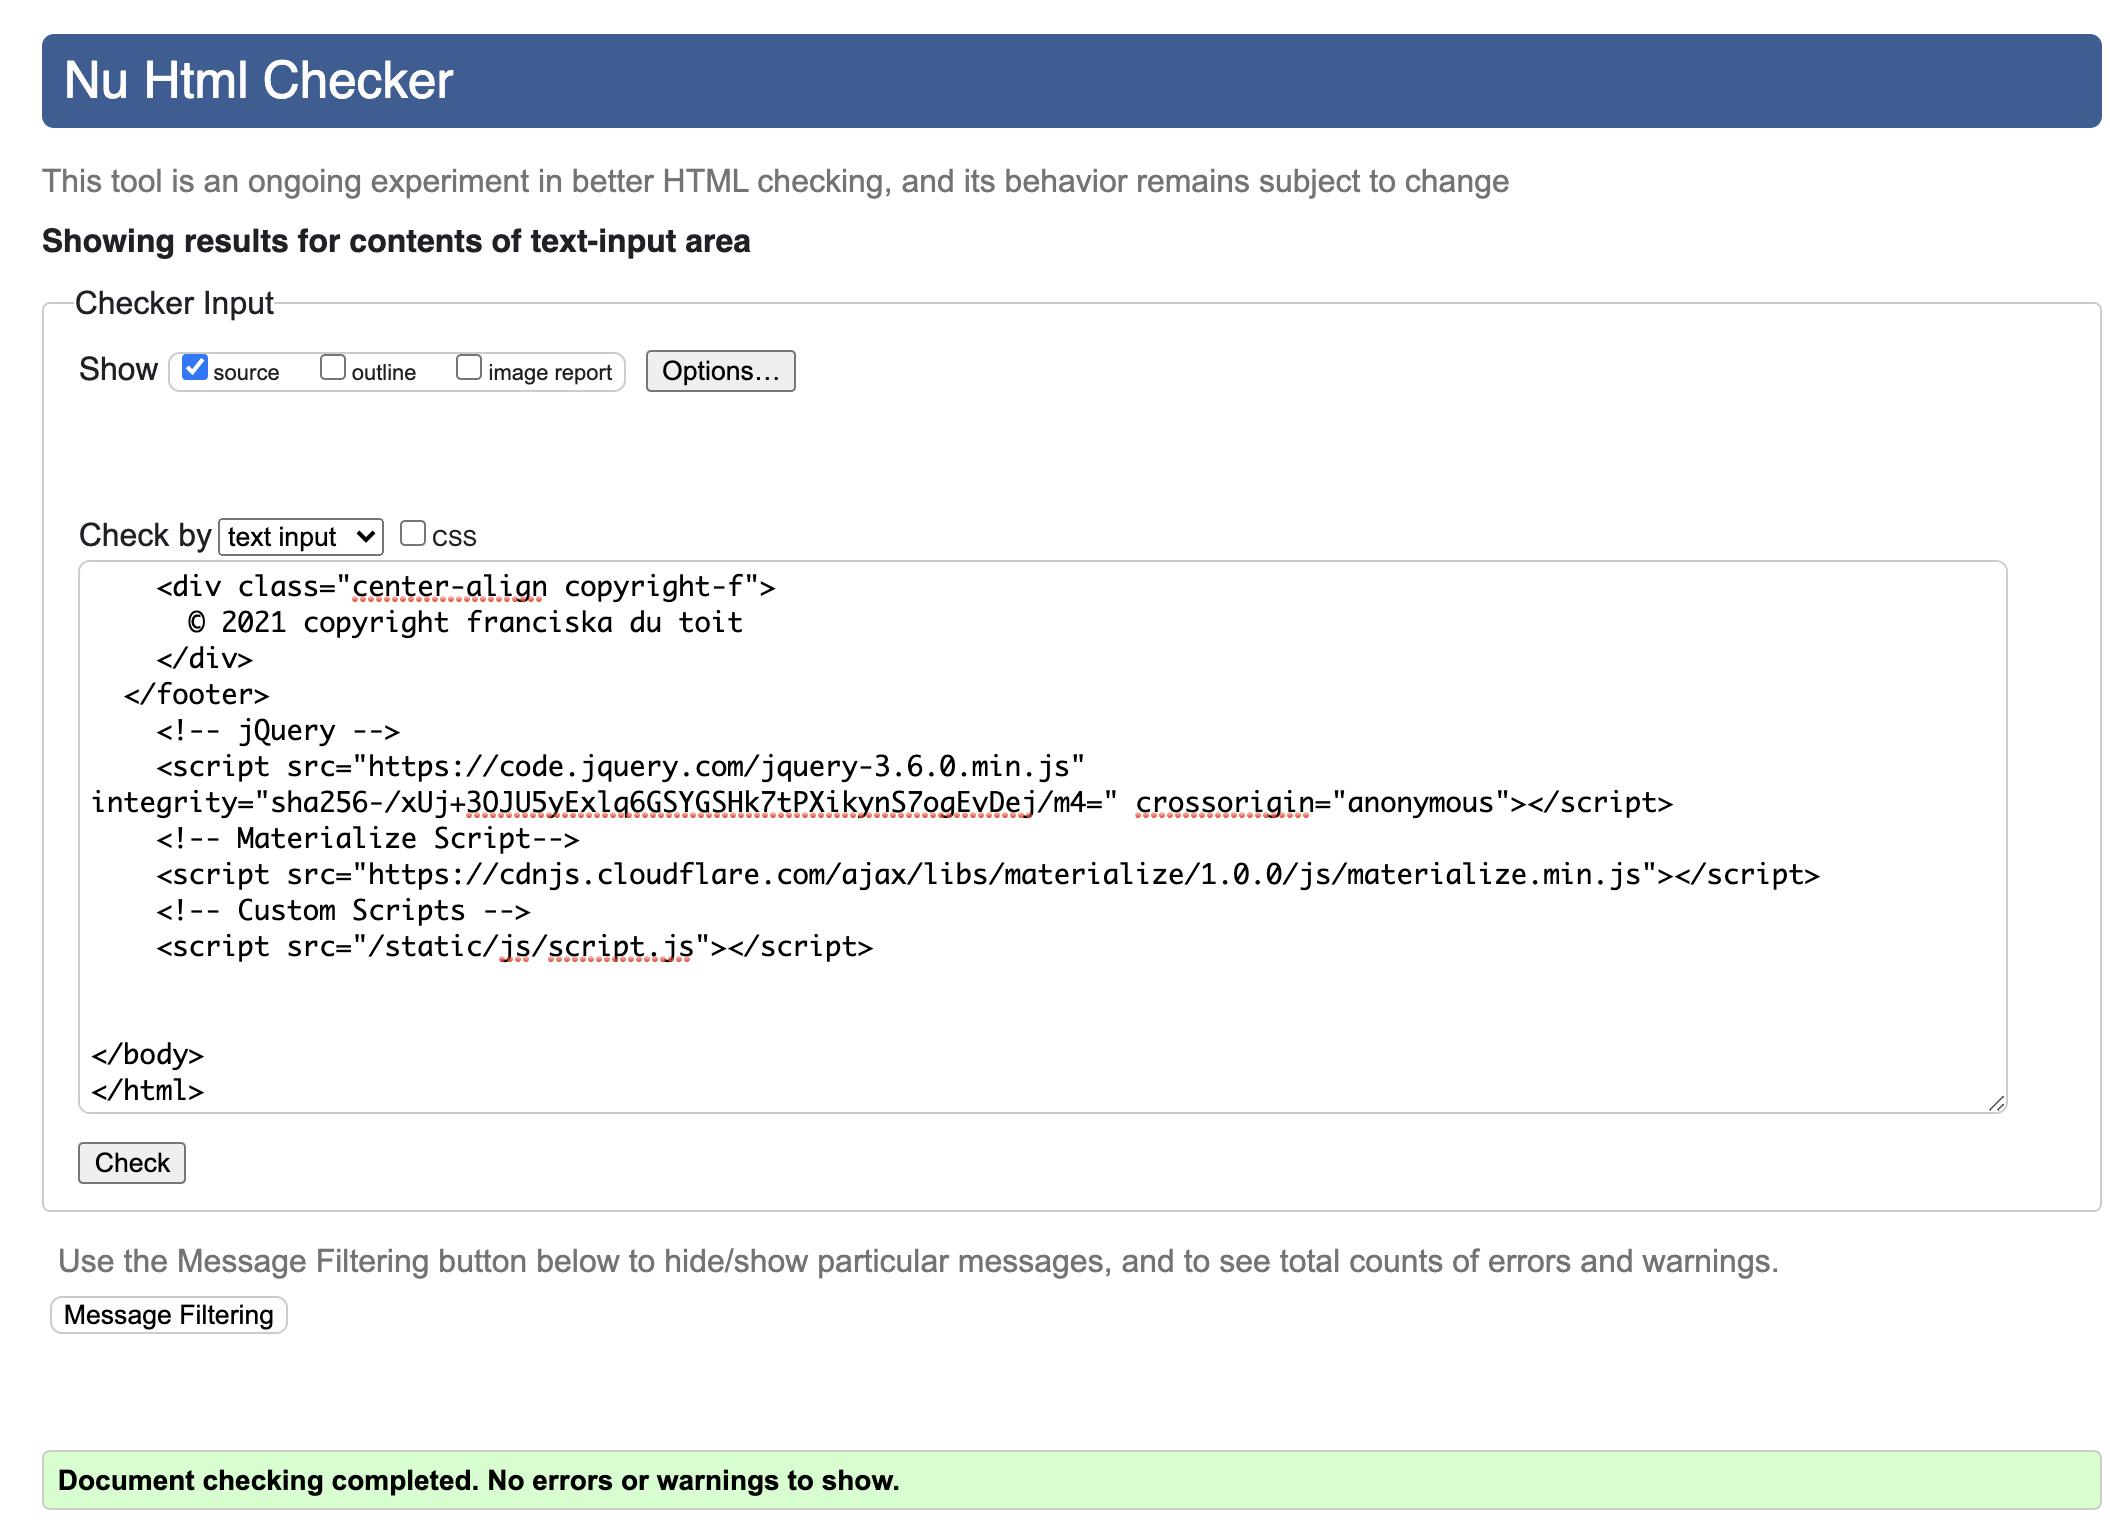 Nu Html Checker
This tool is an ongoing experiment in better HTML checking, and its behavior remains subject to change
Showing results for contents of text-input area
Checker Input
Show source outline image report Options...
Check by text input css
<div class="center-align copyright-f">
© 2021 copyright franciska du toit
</div>
</footer>
<!-- jQuery -->
<script src="https://code.jquery.com/jquery-3.6.0.min.js"
integrity="sha256-/xUj+3OJU5yExlq6GSYGSHk7tPXikynS7ogEvDej/m4=" crossorigin="anonymous"></script>
<!-- Materialize Script-->
<script src="https://cdnjs.cloudflare.com/ajax/libs/materialize/1.0.0/js/materialize.min.js"></script>
<!-- Custom Scripts -->
<script src="/static/js/script.js"></script>
</body>
</html>
Check
Use the Message Filtering button below to hide/show particular messages, and to see total counts of errors and warnings.
Message Filtering
Document checking completed. No errors or warnings to show.